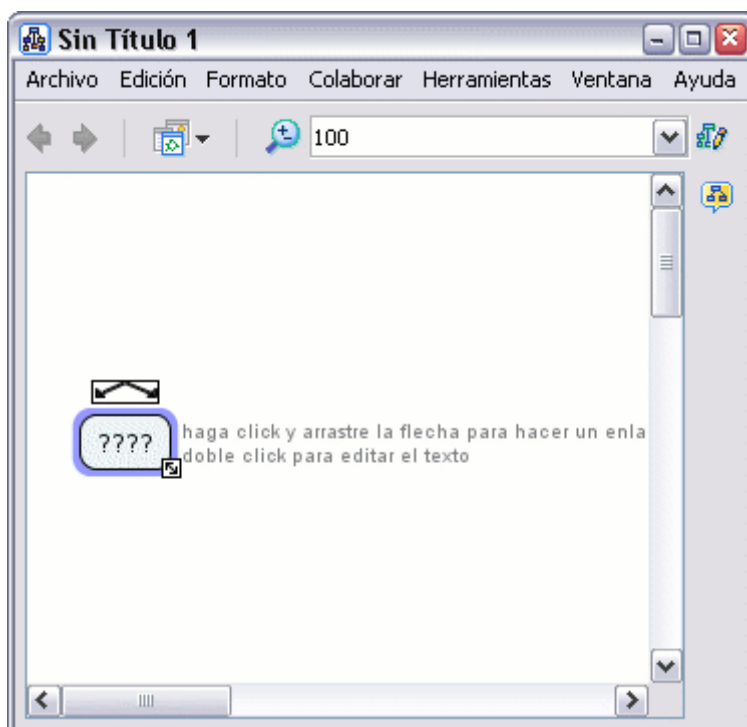 Sin Título 1
Archivo Edición Formato Colaborar Herramientas Ventana Ayuda
100
????
haga click y arrastre la flecha para hacer un enla
doble click para editar el texto